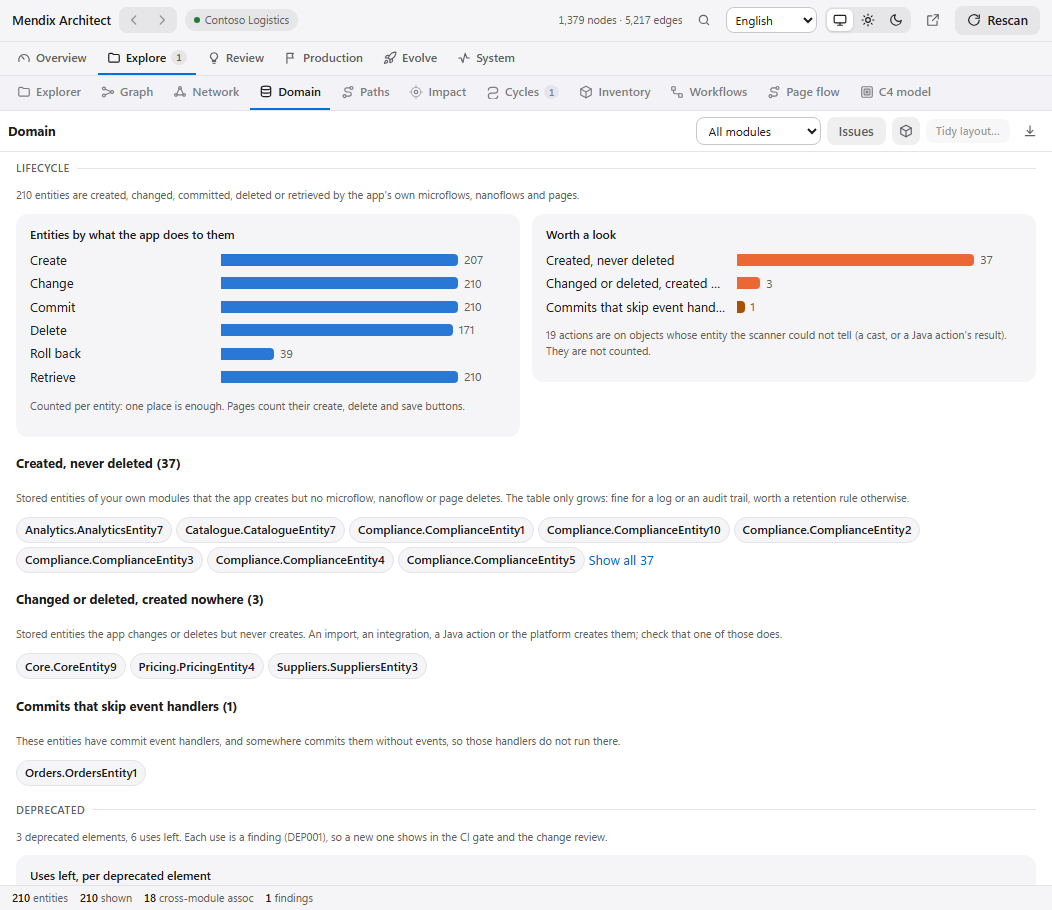 Mendix Architect
Contoso Logistics
1,379 nodes · 5,217 edges
English
Rescan
Overview
Explore 1
Review
Production
Evolve
System
Explorer
Graph
Network
Domain
Paths
Impact
Cycles 1
Inventory
Workflows
Page flow
C4 model
Domain
All modules
Issues
Tidy layout...
LIFECYCLE
210 entities are created, changed, committed, deleted or retrieved by the app's own microflows, nanoflows and pages.
Entities by what the app does to them
Create 207
Change 210
Commit 210
Delete 171
Roll back 39
Retrieve 210
Counted per entity: one place is enough. Pages count their create, delete and save buttons.
Worth a look
Created, never deleted 37
Changed or deleted, created ... 3
Commits that skip event hand... 1
19 actions are on objects whose entity the scanner could not tell (a cast, or a Java action's result).
They are not counted.
Created, never deleted (37)
Stored entities of your own modules that the app creates but no microflow, nanoflow or page deletes. The table only grows: fine for a log or an audit trail, worth a retention rule otherwise.
Analytics.AnalyticsEntity7 Catalogue.CatalogueEntity7 Compliance.ComplianceEntity1 Compliance.ComplianceEntity10 Compliance.ComplianceEntity2
Compliance.ComplianceEntity3 Compliance.ComplianceEntity4 Compliance.ComplianceEntity5 Show all 37
Changed or deleted, created nowhere (3)
Stored entities the app changes or deletes but never creates. An import, an integration, a Java action or the platform creates them; check that one of those does.
Core.CoreEntity9 Pricing.PricingEntity4 Suppliers.SuppliersEntity3
Commits that skip event handlers (1)
These entities have commit event handlers, and somewhere commits them without events, so those handlers do not run there.
Orders.OrdersEntity1
DEPRECATED
3 deprecated elements, 6 uses left. Each use is a finding (DEP001), so a new one shows in the CI gate and the change review.
Uses left, per deprecated element
210 entities 210 shown 18 cross-module assoc 1 findings